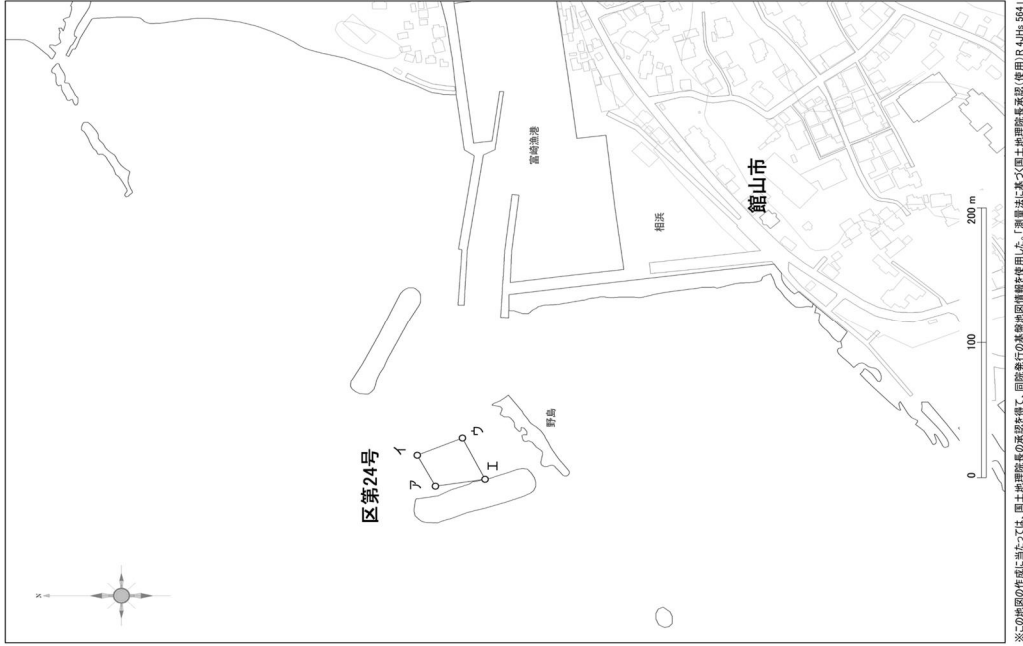 N
区第24号
ア
イ
ウ
エ
野島
富崎漁港
相浜
館山市
0 100 200 m
※この地図の作成に当たっては、国土地理院長の承認を得て、同院発行の基盤地図情報を使用した。「測量法に基づく国土地理院長承認(使用)R 4JHs 564」